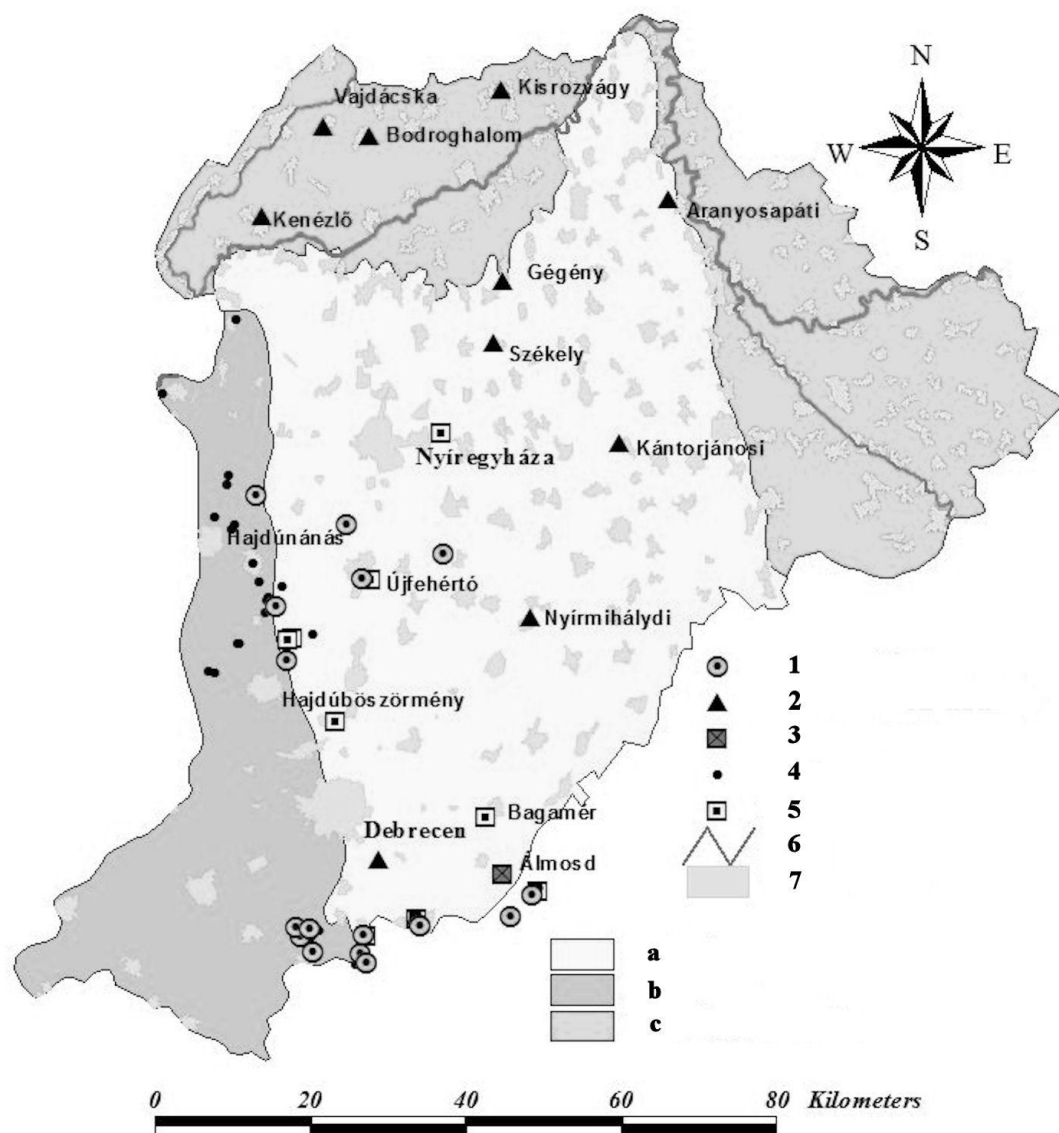 N
Kisrozvágy
Vajdácska
Bodroghalom
W
E
Aranyosapáti
Kenézlő
S
Gégény
Székely
Kántorjánosi
Nyíregyháza
Hajdúnánás
Újfehértó
Nyírmihálydi
1
Hajdúböszörmény
2
3
4
Bagamér
5
Debrecen
6
Álmosd
7
a
b
c
0 20 40 60 80 Kilometers